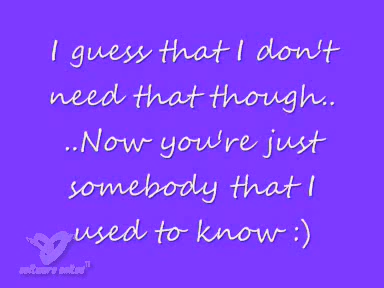 I guess that I don't
need that though..
..Now you're just
somebody that I
used to know :)